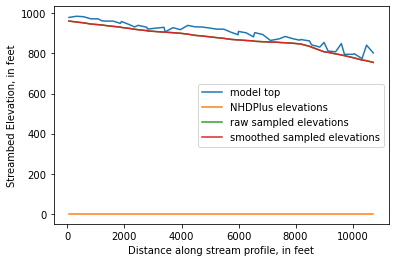 1000
800
600
400
200
0
Streambed Elevation, in feet
model top
NHDPlus elevations
raw sampled elevations
smoothed sampled elevations
0 2000 4000 6000 8000 10000
Distance along stream profile, in feet